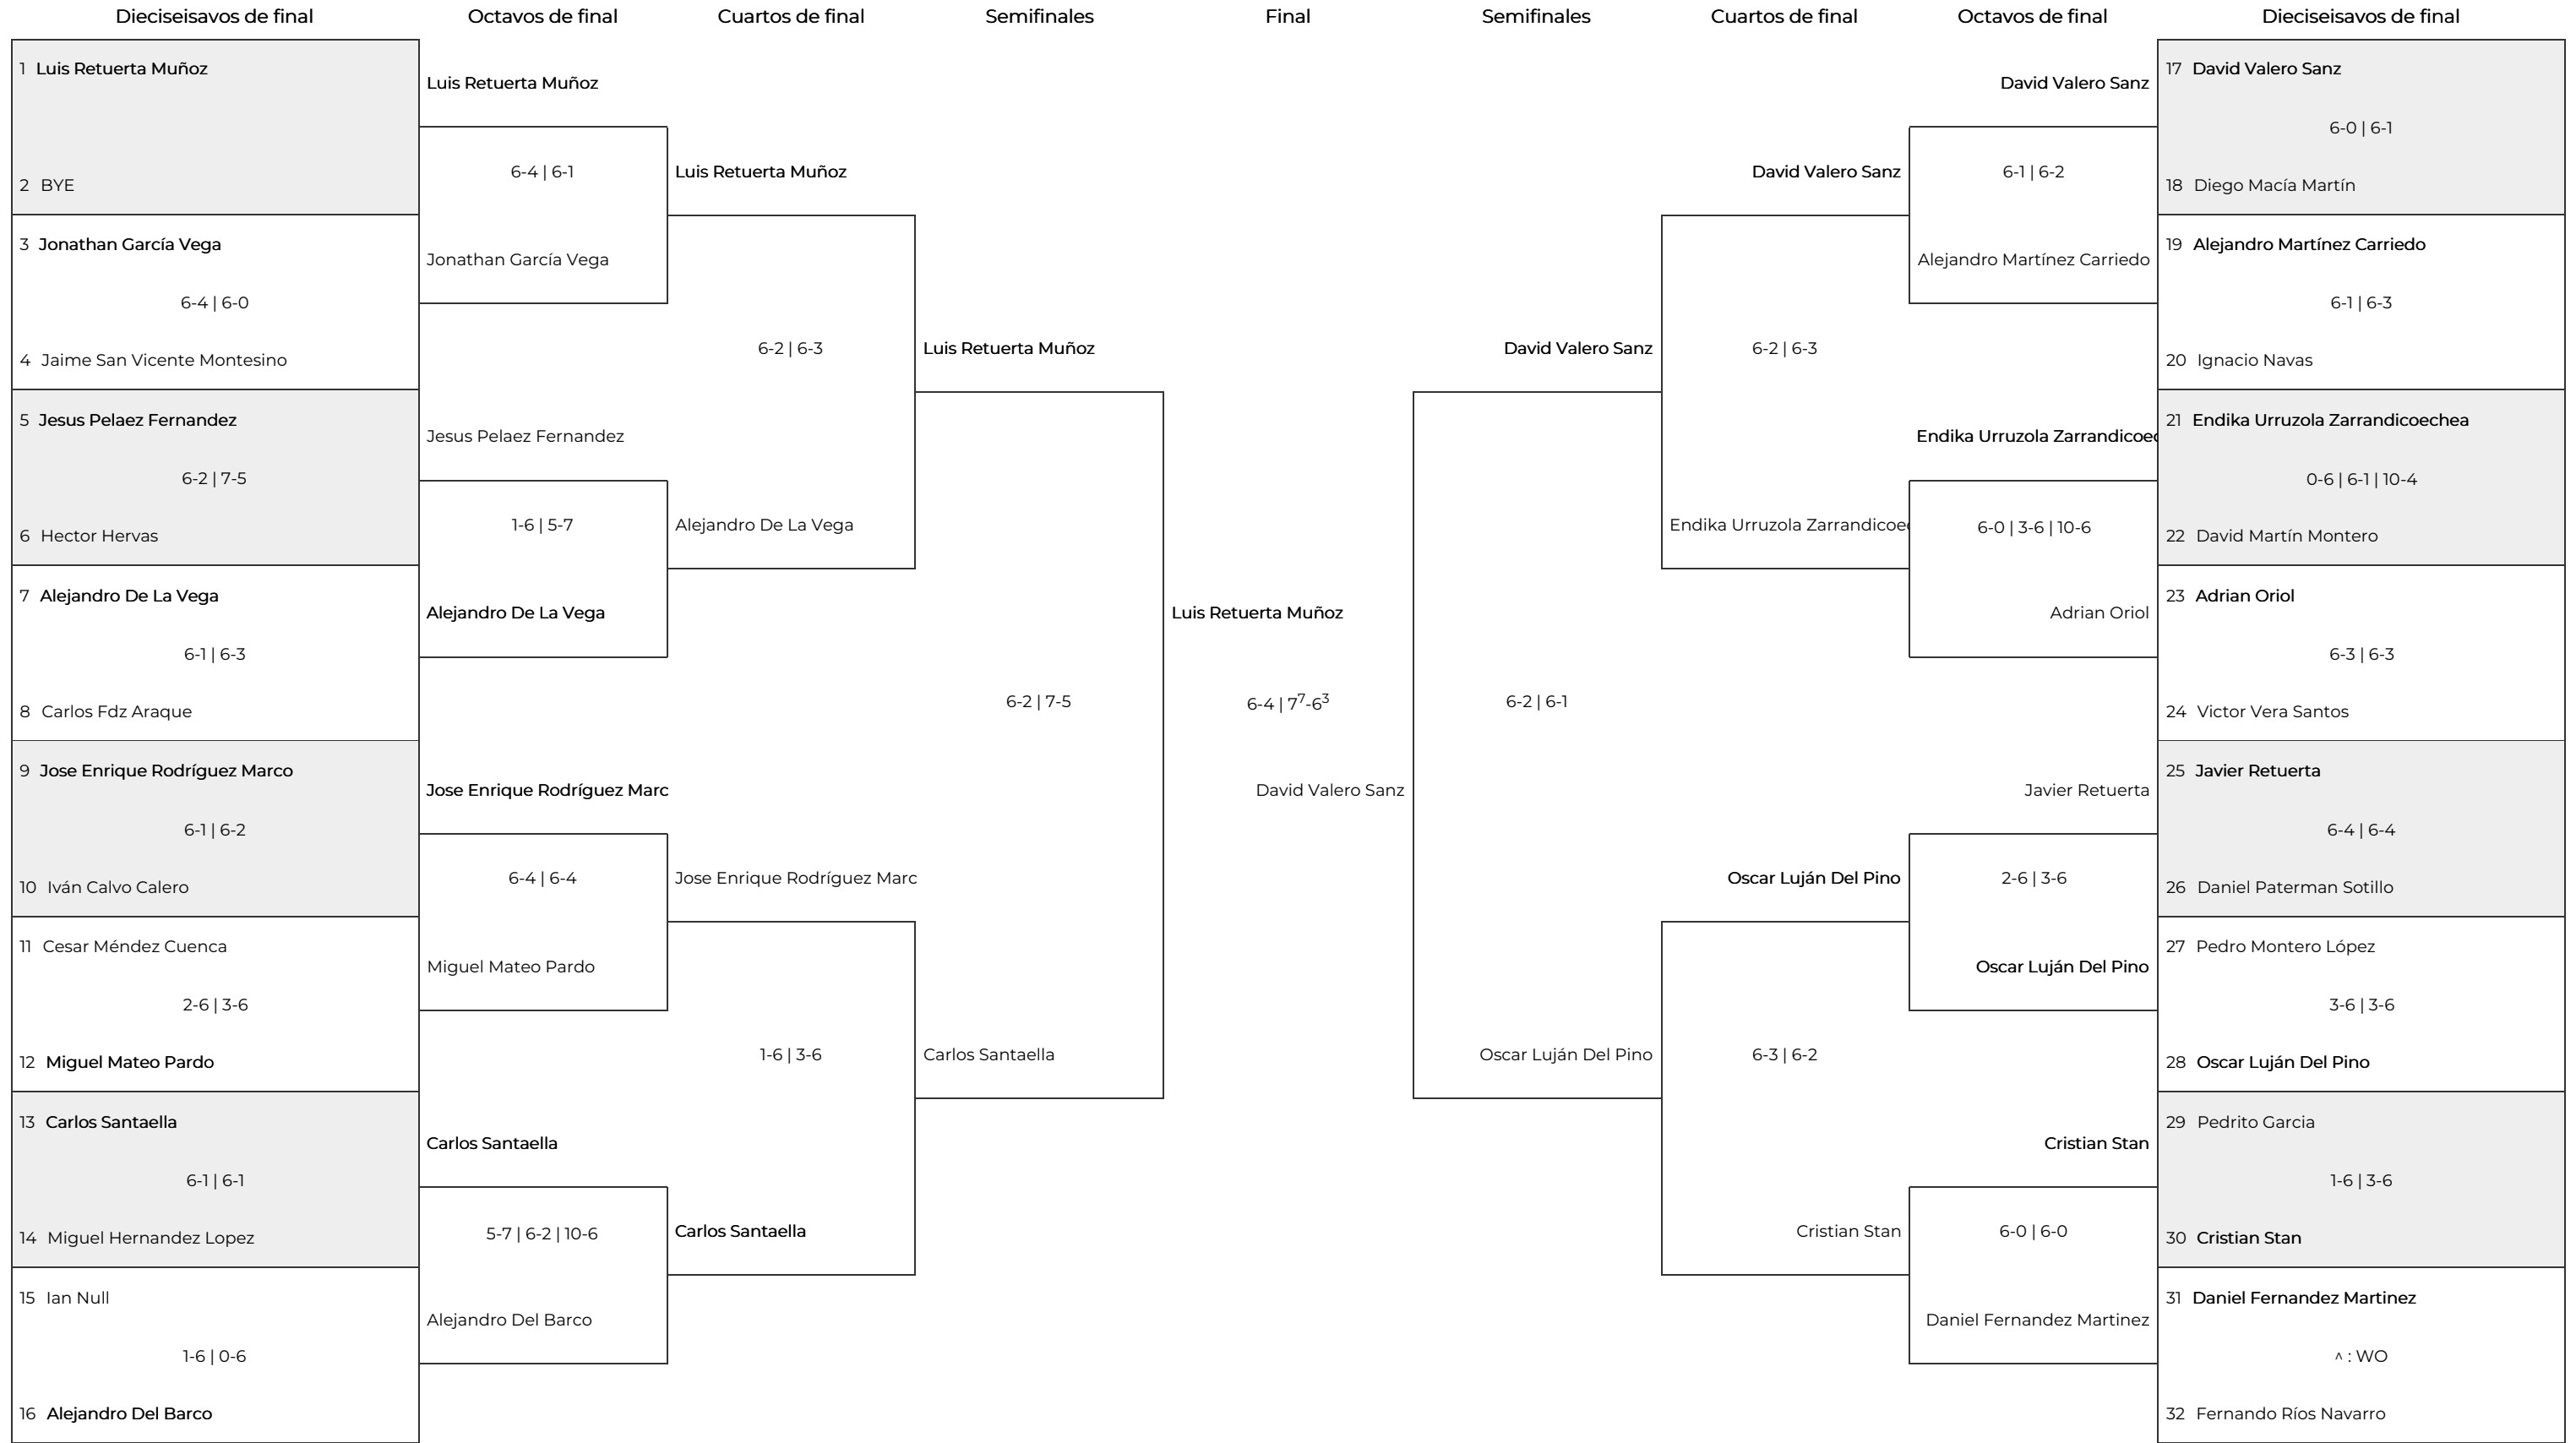 Dieciseisavos de final
Octavos de final
Cuartos de final
Semifinales
Final
Semifinales
Cuartos de final
Octavos de final
Dieciseisavos de final
1 Luis Retuerta Muñoz
2 BYE
3 Jonathan García Vega
6-4 | 6-0
4 Jaime San Vicente Montesino
5 Jesus Pelaez Fernandez
6-2 | 7-5
6 Hector Hervas
7 Alejandro De La Vega
6-1 | 6-3
8 Carlos Fdz Araque
9 Jose Enrique Rodríguez Marco
6-1 | 6-2
10 Iván Calvo Calero
11 Cesar Méndez Cuenca
2-6 | 3-6
12 Miguel Mateo Pardo
13 Carlos Santaella
6-1 | 6-1
14 Miguel Hernandez Lopez
15 Ian Null
1-6 | 0-6
16 Alejandro Del Barco
Luis Retuerta Muñoz
6-4 | 6-1
Jonathan García Vega
Jesus Pelaez Fernandez
1-6 | 5-7
Alejandro De La Vega
Jose Enrique Rodríguez Marc
6-4 | 6-4
Miguel Mateo Pardo
Carlos Santaella
5-7 | 6-2 | 10-6
Alejandro Del Barco
Luis Retuerta Muñoz
6-2 | 6-3
Alejandro De La Vega
Jose Enrique Rodríguez Marc
1-6 | 3-6
Carlos Santaella
Luis Retuerta Muñoz
6-2 | 7-5
Carlos Santaella
Luis Retuerta Muñoz
6-4 | 7⁷-6³
David Valero Sanz
David Valero Sanz
6-2 | 6-1
Oscar Luján Del Pino
David Valero Sanz
6-2 | 6-3
Endika Urruzola Zarrandicoe
Oscar Luján Del Pino
6-3 | 6-2
Cristian Stan
David Valero Sanz
6-1 | 6-2
Alejandro Martínez Carriedo
Endika Urruzola Zarrandicoec
6-0 | 3-6 | 10-6
Adrian Oriol
Javier Retuerta
2-6 | 3-6
Oscar Luján Del Pino
Cristian Stan
6-0 | 6-0
Daniel Fernandez Martinez
17 David Valero Sanz
6-0 | 6-1
18 Diego Macía Martín
19 Alejandro Martínez Carriedo
6-1 | 6-3
20 Ignacio Navas
21 Endika Urruzola Zarrandicoechea
0-6 | 6-1 | 10-4
22 David Martín Montero
23 Adrian Oriol
6-3 | 6-3
24 Victor Vera Santos
25 Javier Retuerta
6-4 | 6-4
26 Daniel Paterman Sotillo
27 Pedro Montero López
3-6 | 3-6
28 Oscar Luján Del Pino
29 Pedrito Garcia
1-6 | 3-6
30 Cristian Stan
31 Daniel Fernandez Martinez
^ : WO
32 Fernando Ríos Navarro